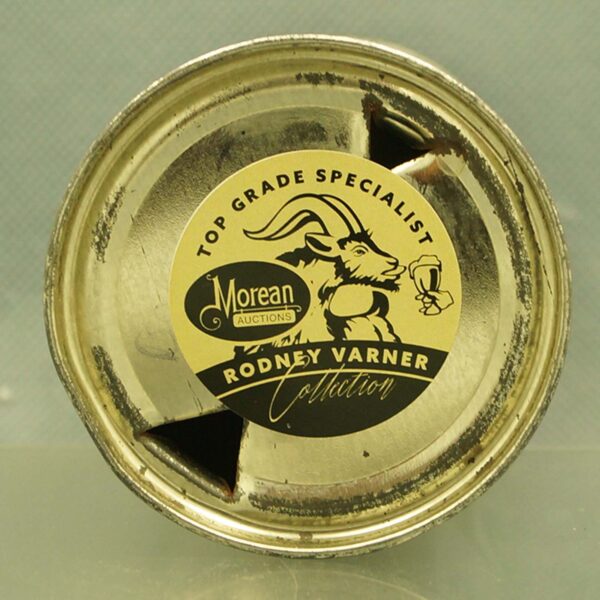 TOP GRADE SPECIALIST
Morean
AUCTIONS
RODNEY VARNER
Collection